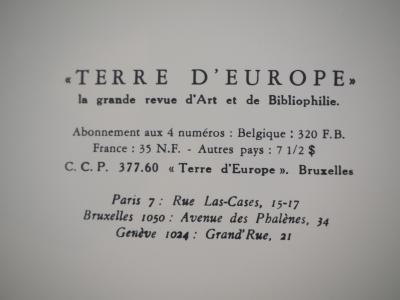 « TERRE D'EUROPE »
la grande revue d'Art et de Bibliophilie.
Abonnement aux 4 numéros : Belgique : 320 F.B.
France : 35 N.F. - Autres pays : 7 1/2 $
C. C. P. 377.60 « Terre d'Europe ». Bruxelles
Paris 7 : Rue Las-Cases, 15-17
Bruxelles 1050 : Avenue des Phalènes, 34
Genève 1024 : Grand'Rue, 21